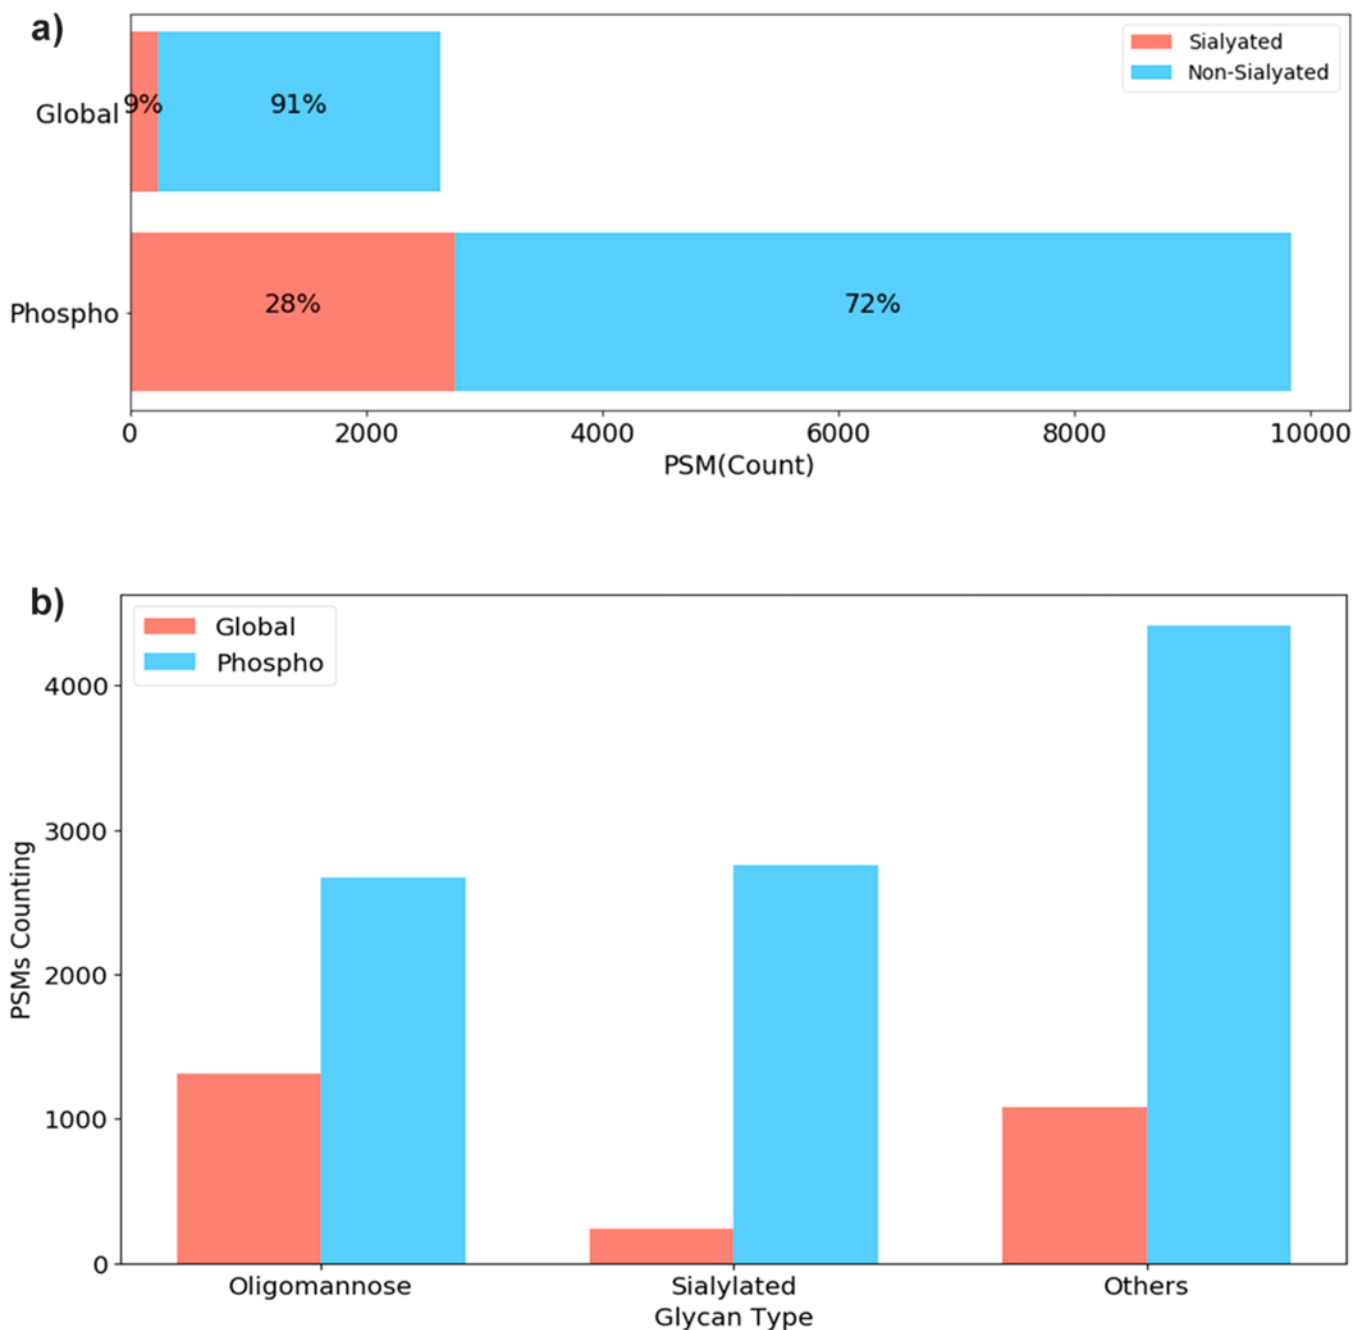 a)
Sialyated
Non-Sialyated
Global
9%
91%
Phospho
28%
72%
0 2000 4000 6000 8000 10000
PSM(Count)
b)
Global
Phospho
4000
3000
2000
1000
0
PSMs Counting
Oligomannose Sialylated Others
Glycan Type